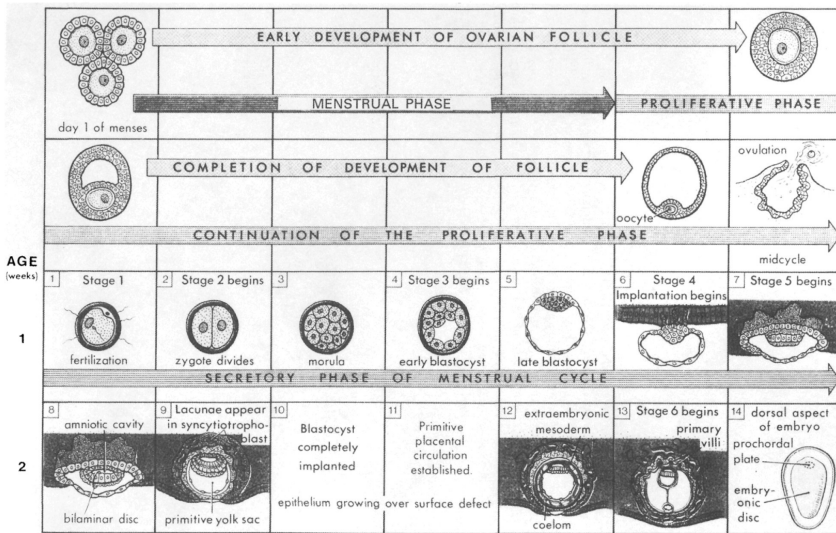 EARLY DEVELOPMENT OF OVARIAN FOLLICLE
MENSTRUAL PHASE
PROLIFERATIVE PHASE
day 1 of menses
COMPLETION OF DEVELOPMENT OF FOLLICLE
ovulation
oocyte
CONTINUATION OF THE PROLIFERATIVE PHASE
midcycle
AGE
(weeks)
1
1
Stage 1
fertilization
2
Stage 2 begins
zygote divides
3
morula
4
Stage 3 begins
early blastocyst
5
late blastocyst
6
Stage 4
Implantation begins
7
Stage 5 begins
SECRETORY PHASE OF MENSTRUAL CYCLE
2
8
amniotic cavity
bilaminar disc
9
Lacunae appear
in syncytiotropho-
blast
primitive yolk sac
10
Blastocyst
completely
implanted
11
Primitive
placental
circulation
established.
epithelium growing over surface defect
12
extraembryonic
mesoderm
coelom
13
Stage 6 begins
primary
villi
14
dorsal aspect
of embryo
prochordal
plate
embry-
onic
disc